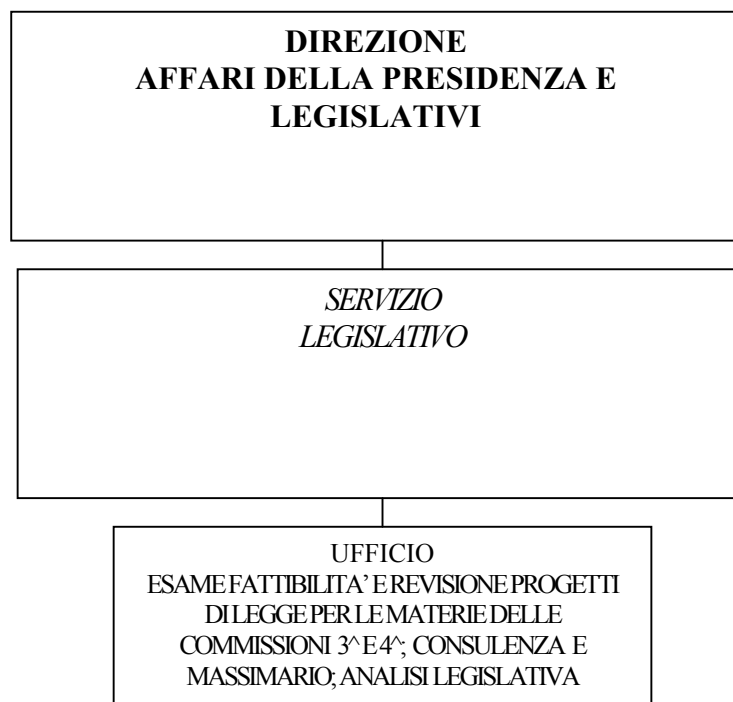 DIREZIONE
AFFARI DELLA PRESIDENZA E
LEGISLATIVI
SERVIZIO
LEGISLATIVO
UFFICIO
ESAME FATTIBILITA’ E REVISIONE PROGETTI
DI LEGGE PER LE MATERIE DELLE
COMMISSIONI 3^ E 4^; CONSULENZA E
MASSIMARIO; ANALISI LEGISLATIVA